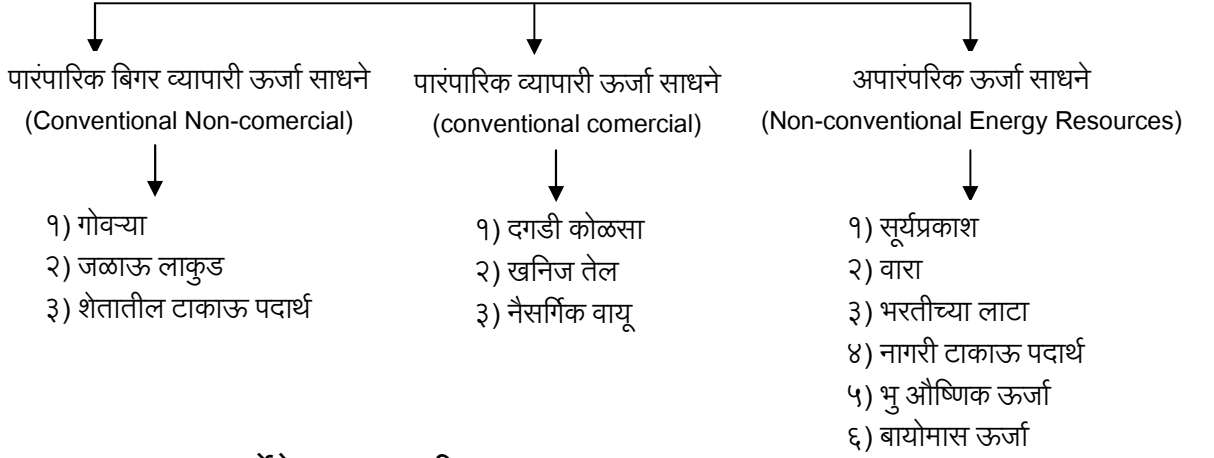 पारंपारिक बिगर व्यापारी ऊर्जा साधने
(Conventional Non-comercial)
१) गोवऱ्या
२) जळाऊ लाकुड
३) शेतातील टाकाऊ पदार्थ
पारंपारिक व्यापारी ऊर्जा साधने
(conventional comercial)
१) दगडी कोळसा
२) खनिज तेल
३) नैसर्गिक वायू
अपारंपरिक ऊर्जा साधने
(Non-conventional Energy Resources)
१) सूर्यप्रकाश
२) वारा
३) भरतीच्या लाटा
४) नागरी टाकाऊ पदार्थ
५) भु औष्णिक ऊर्जा
६) बायोमास ऊर्जा